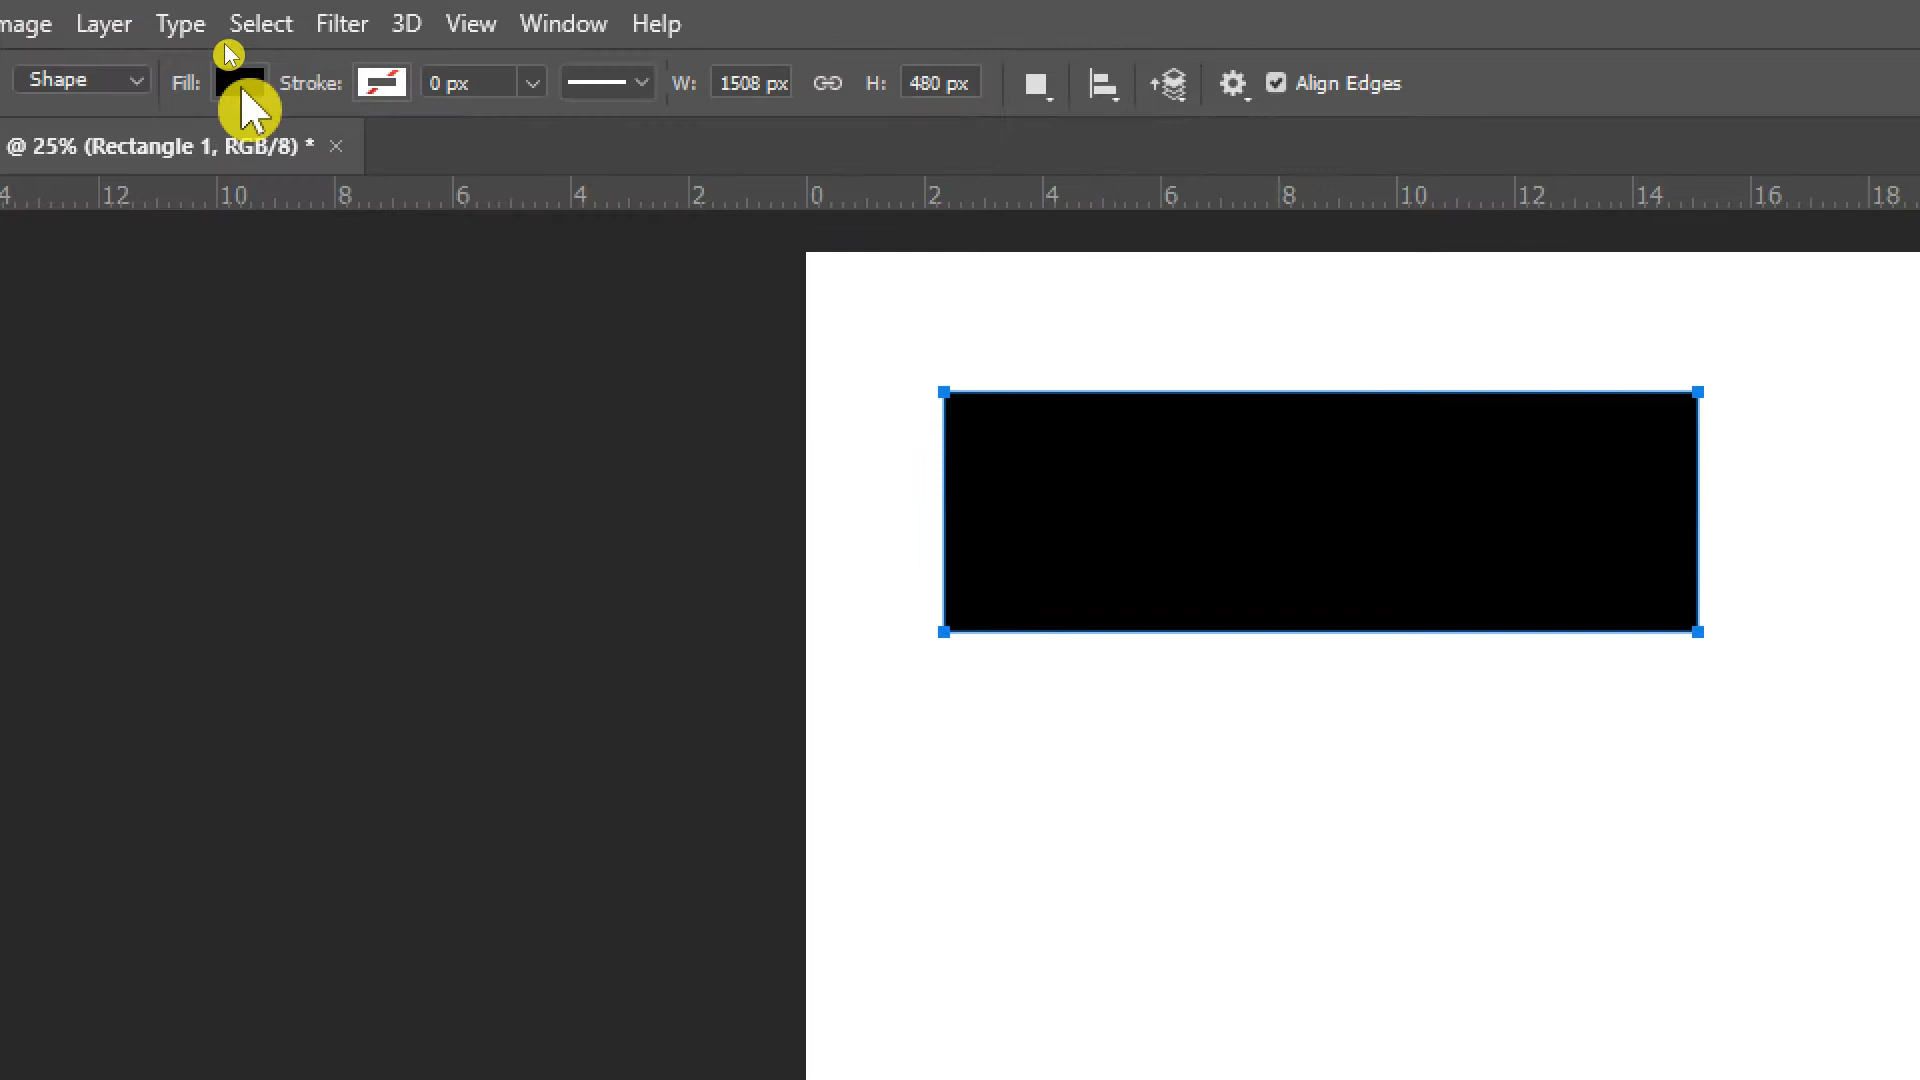 mage Layer Type Select Filter 3D View Window Help
Shape Fill: Stroke: 0 px W: 1508 px H: 480 px Align Edges
@ 25% (Rectangle 1, RGB/8) *
4 12 10 8 6 4 2 0 2 4 6 8 10 12 14 16 18